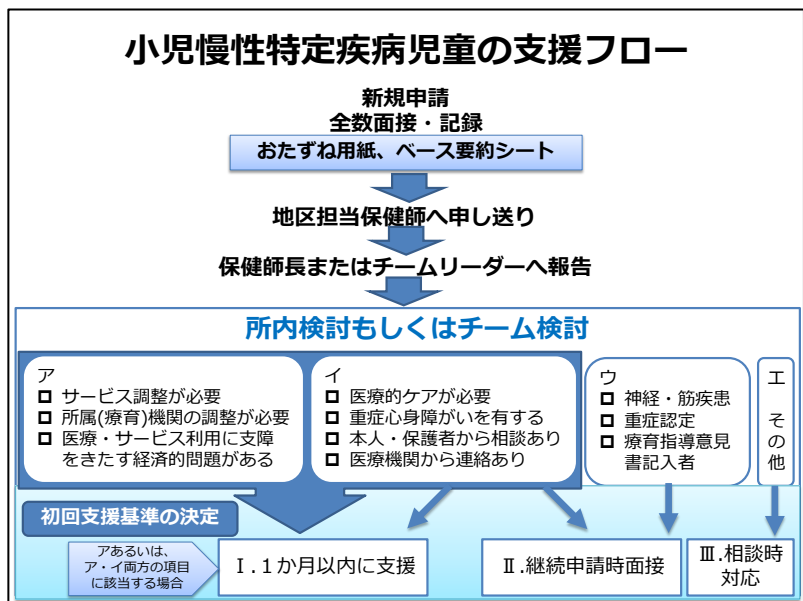 小児慢性特定疾病児童の支援フロー
新規申請
全数面接・記録
おたずね用紙、ベース要約シート
地区担当保健師へ申し送り
保健師長またはチームリーダーへ報告
所内検討もしくはチーム検討
ア
サービス調整が必要
所属(療育)機関の調整が必要
医療・サービス利用に支障
をきたす経済的問題がある
イ
医療的ケアが必要
重症心身障がいを有する
本人・保護者から相談あり
医療機関から連絡あり
ウ
神経・筋疾患
重症認定
療育指導意見
書記入者
エ その他
初回支援基準の決定
アあるいは、
ア・イ両方の項目
に該当する場合
Ⅰ.１か月以内に支援
Ⅱ.継続申請時面接
Ⅲ.相談時
対応